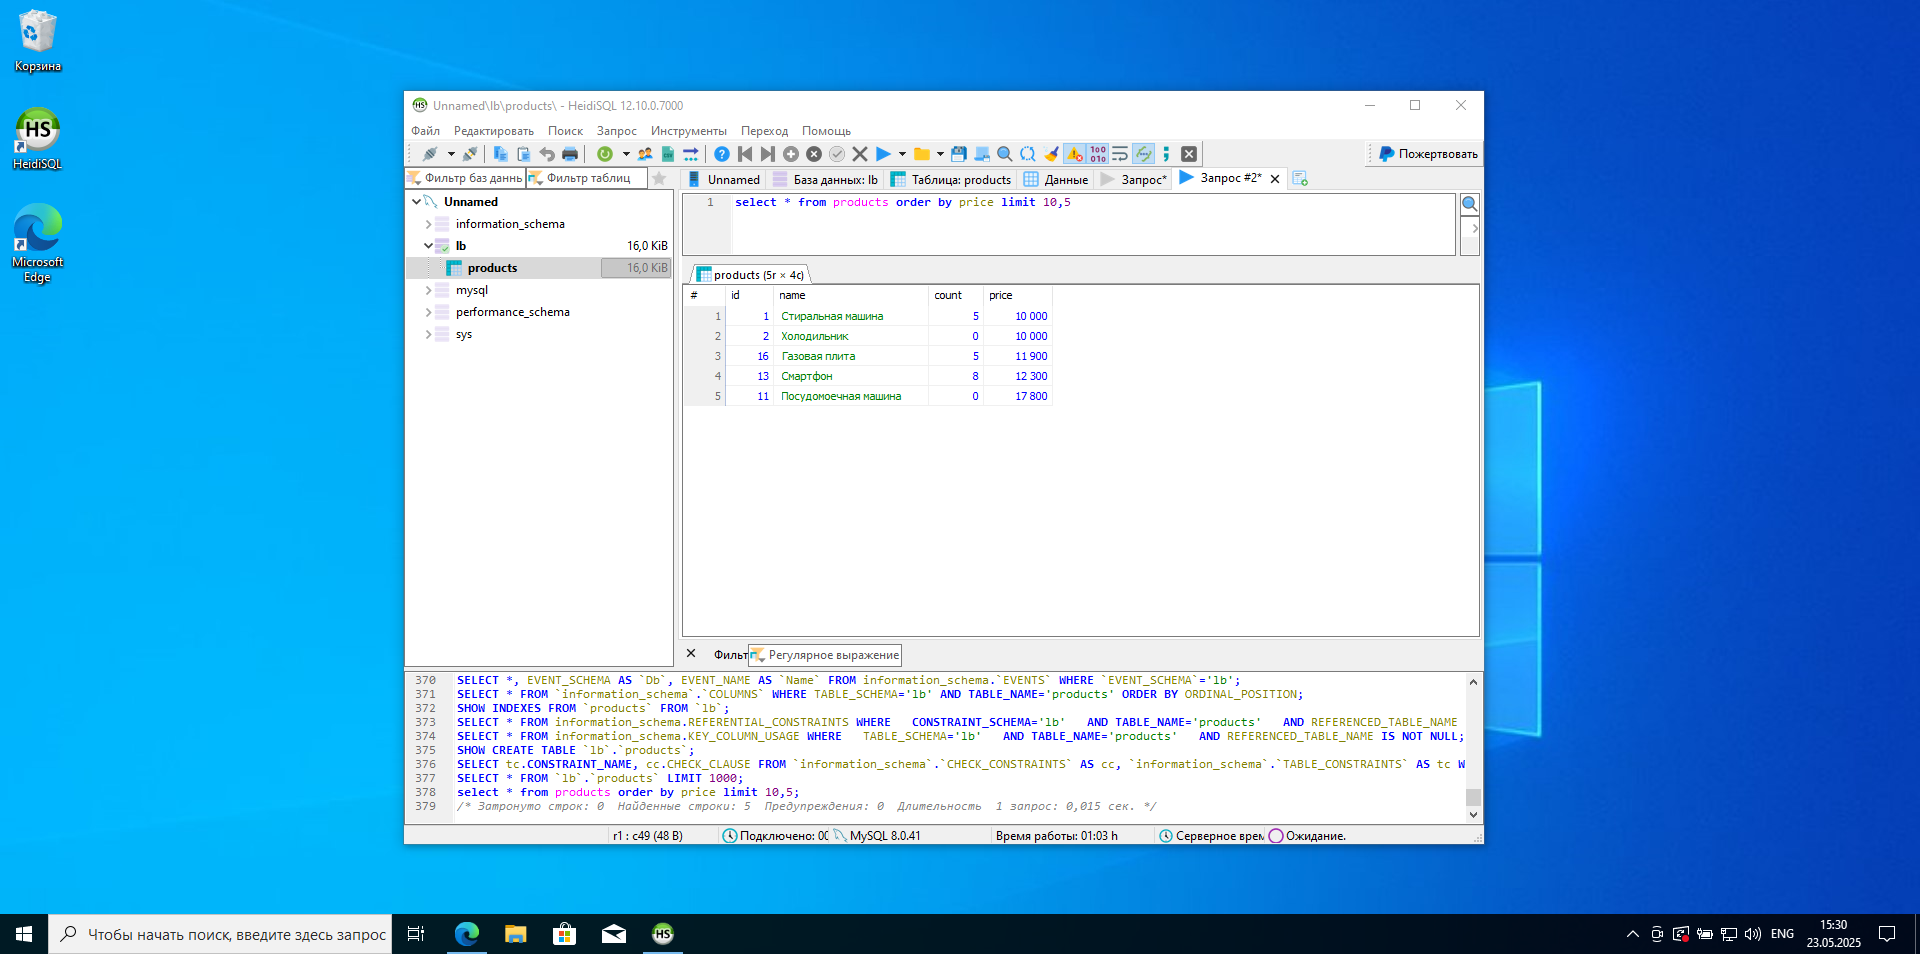 Корзина
HeidiSQL
Microsoft
Edge
Unnamed\lb\products\ - HeidiSQL 12.10.0.7000
Файл Редактировать Поиск Запрос Инструменты Переход Помощь
Пожертвовать
Фильтр баз данны Фильтр таблиц
Unnamed База данных: lb Таблица: products Данные Запрос* Запрос #2*
Unnamed
information_schema
lb 16,0 KiB
products 16,0 KiB
mysql
performance_schema
sys
1 select * from products order by price limit 10,5
products (5r × 4c)
# id name count price
1 1 Стиральная машина 5 10 000
2 2 Холодильник 0 10 000
3 16 Газовая плита 5 11 900
4 13 Смартфон 8 12 300
5 11 Посудомоечная машина 0 17 800
Фильт Регулярное выражение
370 SELECT *, EVENT_SCHEMA AS `Db`, EVENT_NAME AS `Name` FROM information_schema.`EVENTS` WHERE `EVENT_SCHEMA`='lb';
371 SELECT * FROM `information_schema`.`COLUMNS` WHERE TABLE_SCHEMA='lb' AND TABLE_NAME='products' ORDER BY ORDINAL_POSITION;
372 SHOW INDEXES FROM `products` FROM `lb`;
373 SELECT * FROM information_schema.REFERENTIAL_CONSTRAINTS WHERE   CONSTRAINT_SCHEMA='lb'   AND TABLE_NAME='products'   AND REFERENCED_TABLE_NAME
374 SELECT * FROM information_schema.KEY_COLUMN_USAGE WHERE   TABLE_SCHEMA='lb'   AND TABLE_NAME='products'   AND REFERENCED_TABLE_NAME IS NOT NULL;
375 SHOW CREATE TABLE `lb`.`products`;
376 SELECT tc.CONSTRAINT_NAME, cc.CHECK_CLAUSE FROM `information_schema`.`CHECK_CONSTRAINTS` AS cc, `information_schema`.`TABLE_CONSTRAINTS` AS tc W
377 SELECT * FROM `lb`.`products` LIMIT 1000;
378 select * from products order by price limit 10,5;
379 /* Затронуто строк: 0  Найденные строки: 5  Предупреждения: 0  Длительность  1 запрос: 0,015 сек. */
r1 : c49 (48 B) Подключено: 00 MySQL 8.0.41 Время работы: 01:03 h Серверное врем Ожидание.
Чтобы начать поиск, введите здесь запрос
ENG
15:30
23.05.2025